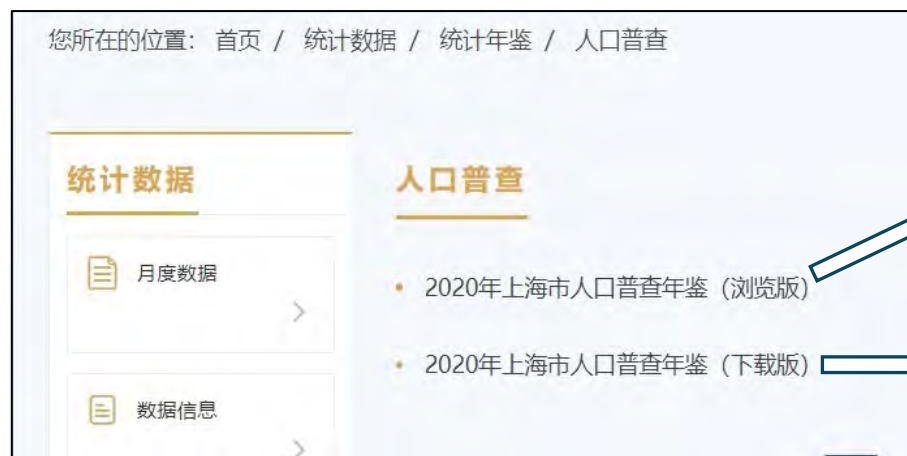 您所在的位置： 首页 / 统计数据 / 统计年鉴 / 人口普查
统计数据
月度数据
数据信息
人口普查
2020年上海市人口普查年鉴（浏览版）
2020年上海市人口普查年鉴（下载版）